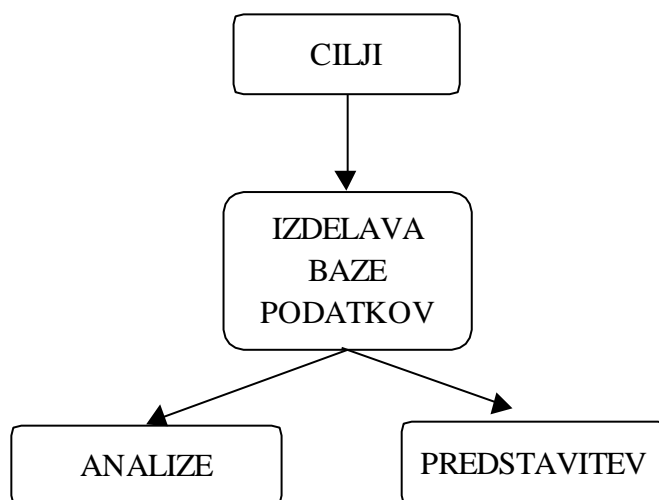 CILJI
IZDELAVA
BAZE
PODATKOV
ANALIZE
PREDSTAVITEV